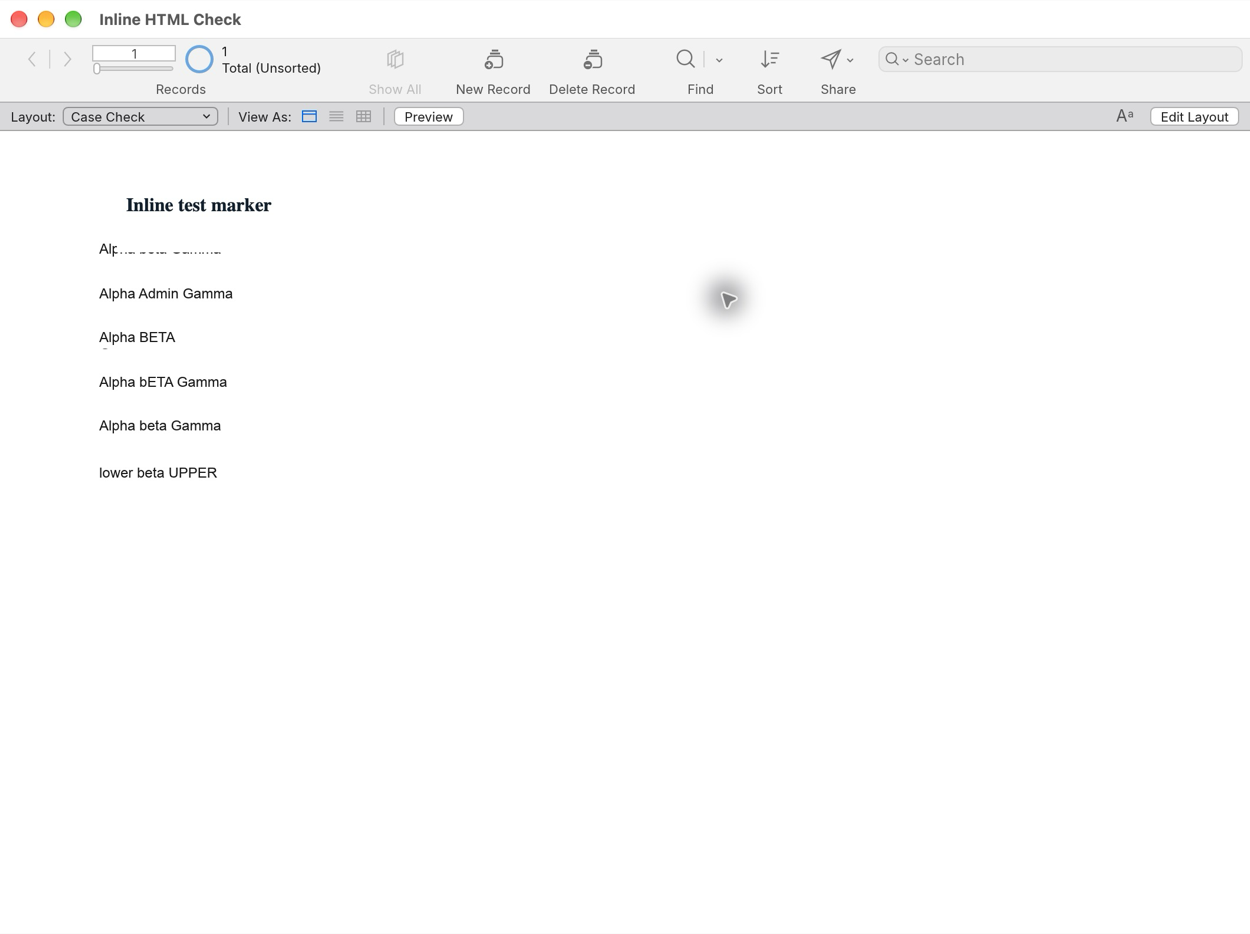 Inline HTML Check
1
1
Total (Unsorted)
Search
Records
Show All
New Record
Delete Record
Find
Sort
Share
Layout:
Case Check
View As:
Preview
Aa
Edit Layout
Inline test marker
Alpha Admin Gamma
Alpha BETA
Alpha bETA Gamma
Alpha beta Gamma
lower beta UPPER